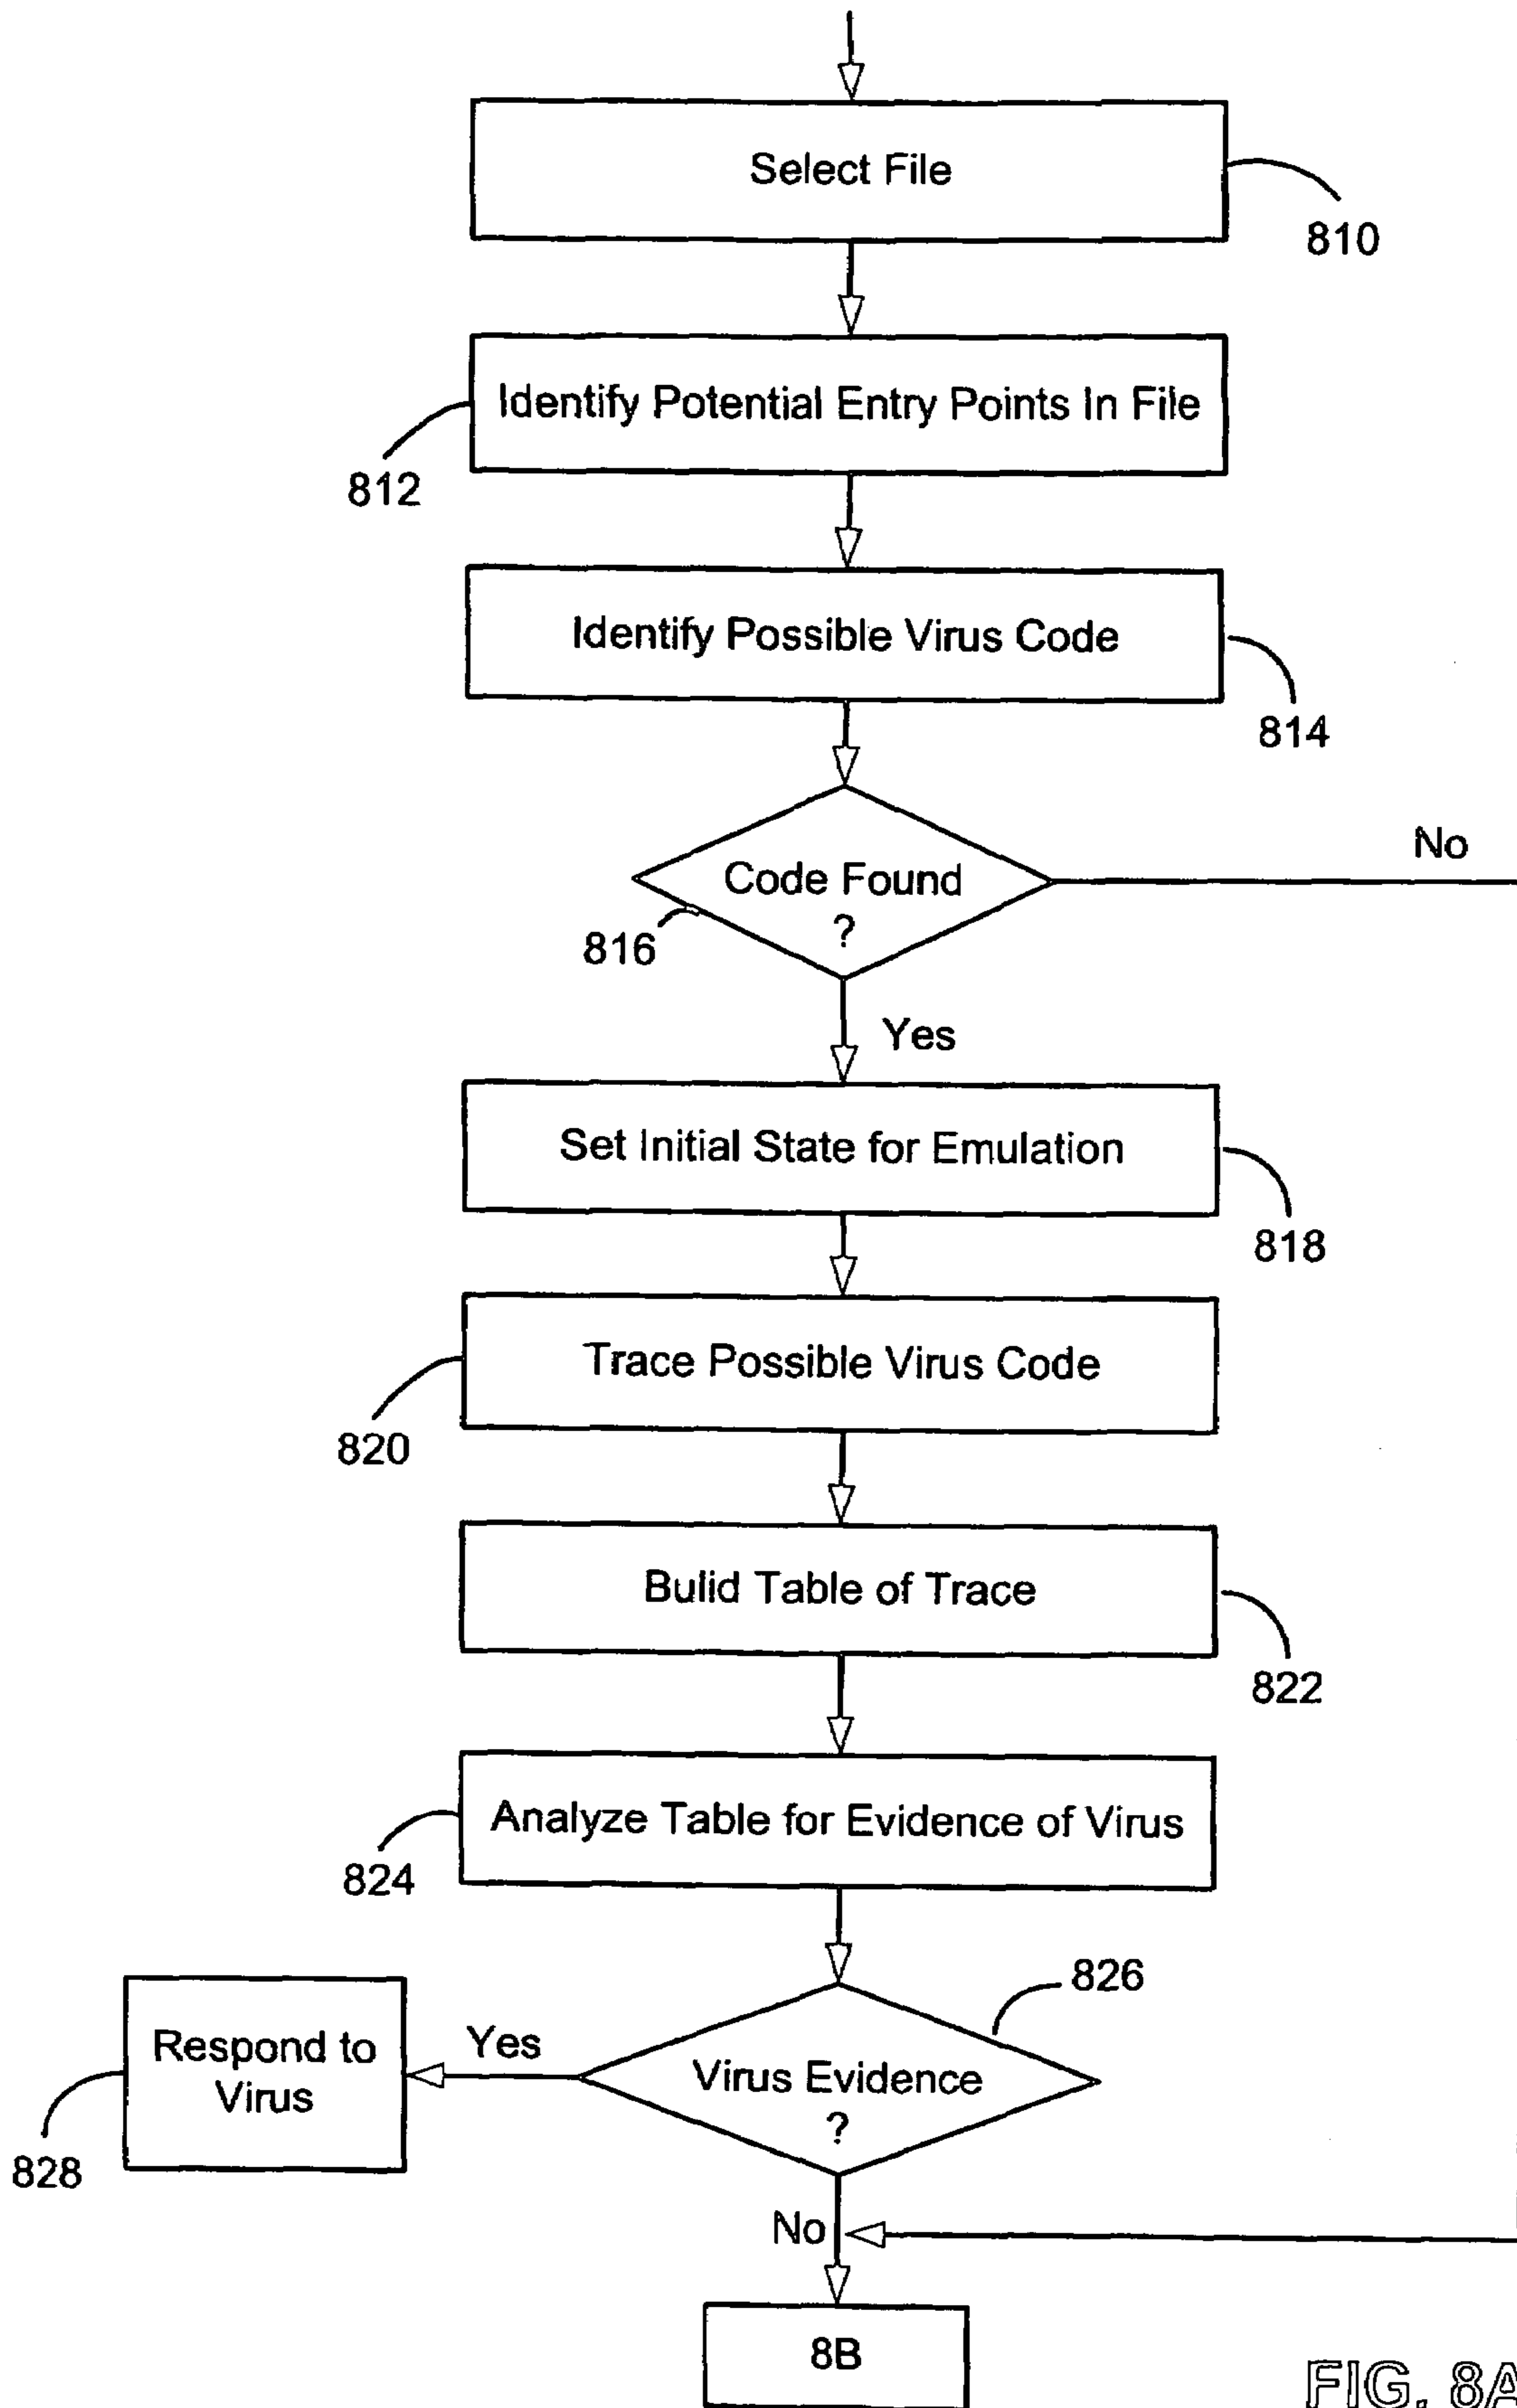 Select File
810
Identify Potential Entry Points In File
812
Identify Possible Virus Code
814
No
Code Found
?
816
Yes
Set Initial State for Emulation
818
Trace Possible Virus Code
820
Bulid Table of Trace
822
Analyze Table for Evidence of Virus
824
826
Respond to
Virus
Yes
Virus Evidence
?
828
No
8B
FIG. 8A